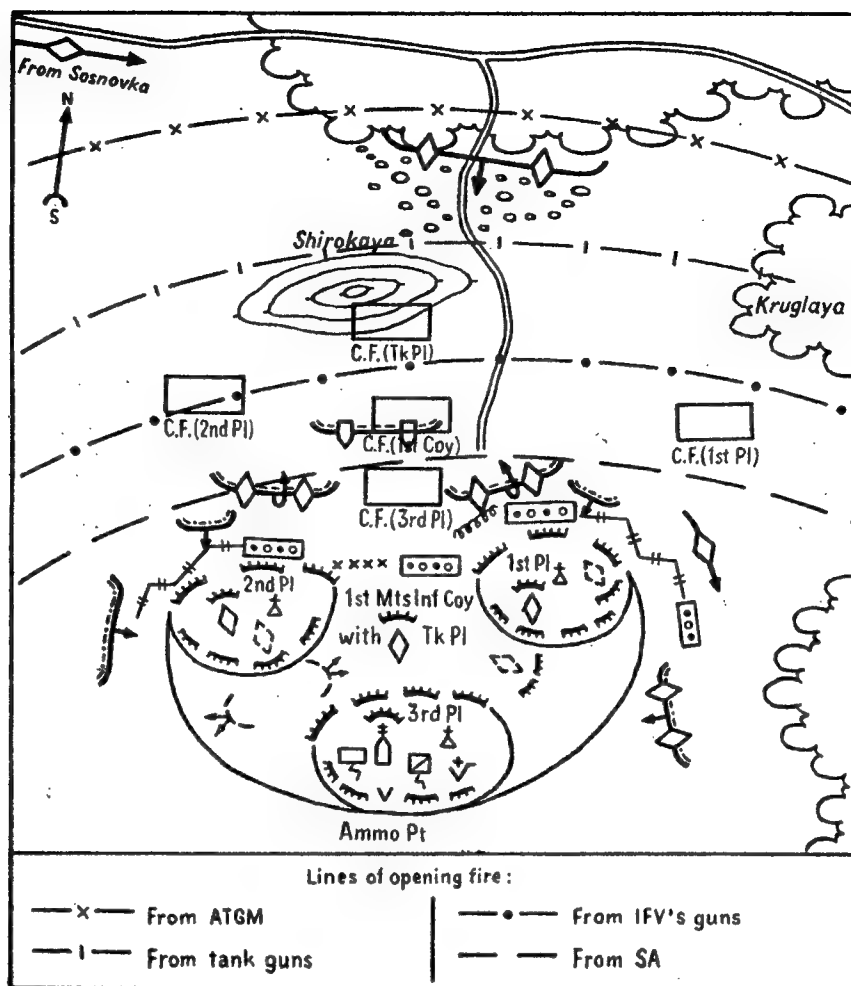 From Sosnovka
N
S
Shirokaya
Kruglaya
C.F.(Tk Pl)
C.F.(2nd Pl)
C.F.(1st Coy)
C.F.(1st Pl)
C.F.(3rd Pl)
1st Pl
2nd Pl
1st Mts Inf Coy
with Tk Pl
3rd Pl
Ammo Pt
Lines of opening fire:
From ATGM
From IFV's guns
From tank guns
From SA